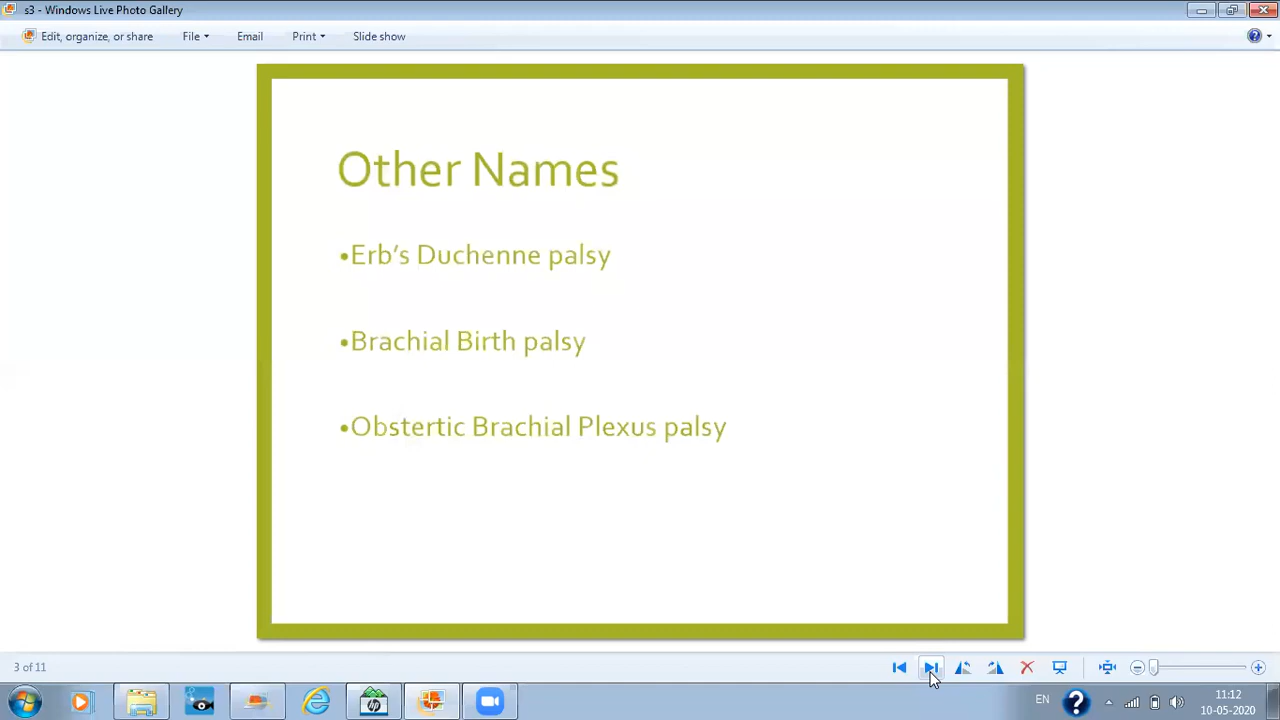 s3 - Windows Live Photo Gallery
Edit, organize, or share File Email Print Slide show
Other Names
•Erb's Duchenne palsy
•Brachial Birth palsy
•Obstertic Brachial Plexus palsy
3 of 11
EN
11:12
10-05-2020